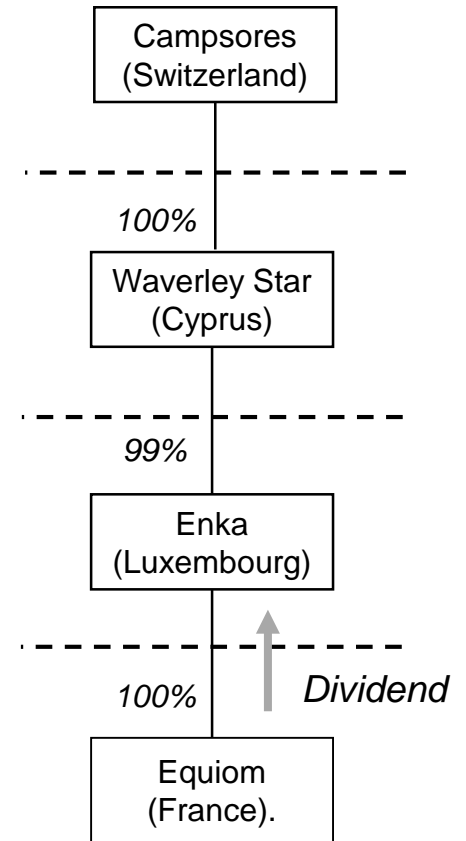 Campsores
(Switzerland)
100%
Waverley Star
(Cyprus)
99%
Enka
(Luxembourg)
100%
Dividend
Equiom
(France).